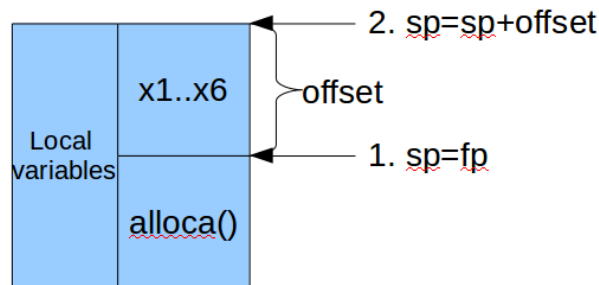 2. sp=sp+offset
x1..x6
offset
Local
variables
1. sp=fp
alloca()